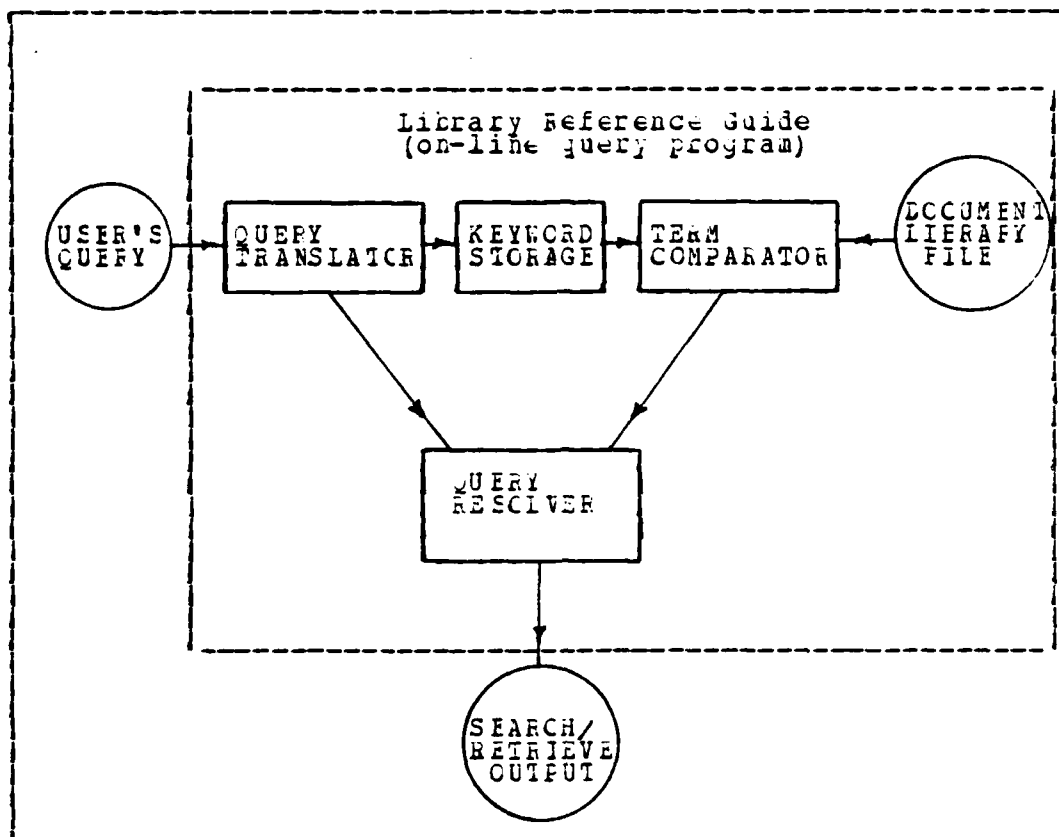 Library Reference Guide
(on-line query program)
USER'S
QUERY
QUERY
TRANSLATOR
KEYWORD
STORAGE
TERM
COMPARATOR
DOCUMENT
LIBRARY
FILE
QUERY
RESOLVER
SEARCH/
RETRIEVE
OUTPUT